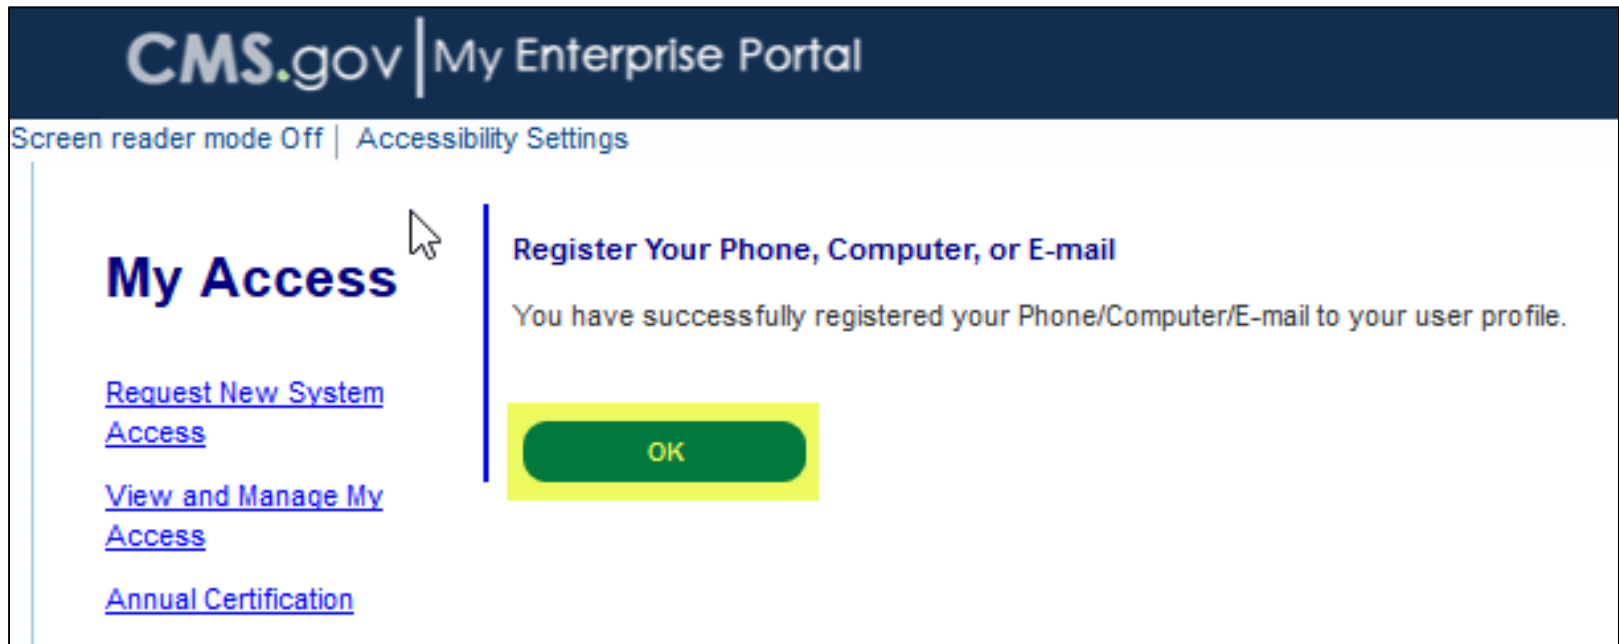 CMS.gov | My Enterprise Portal
Screen reader mode Off | Accessibility Settings
My Access
Request New System
Access
View and Manage My
Access
Annual Certification
Register Your Phone, Computer, or E-mail
You have successfully registered your Phone/Computer/E-mail to your user profile.
OK